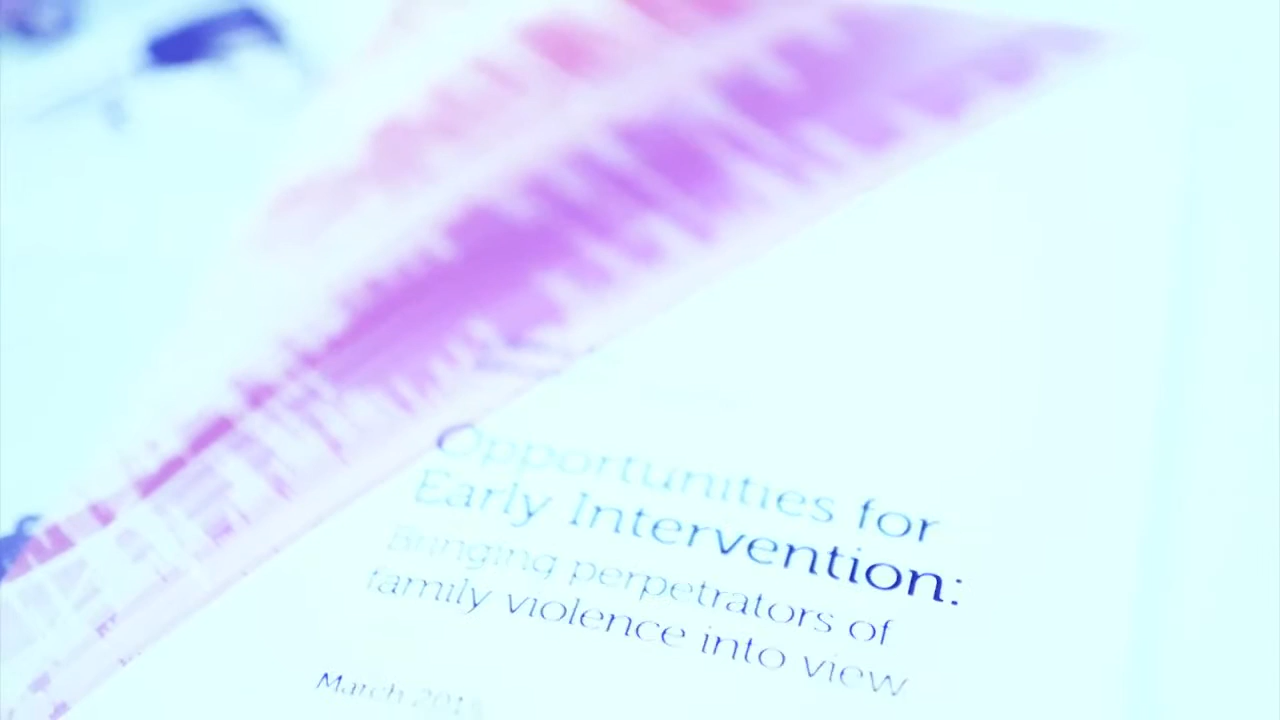 Opportunities for
Early Intervention:
Bringing perpetrators of
family violence into view
March